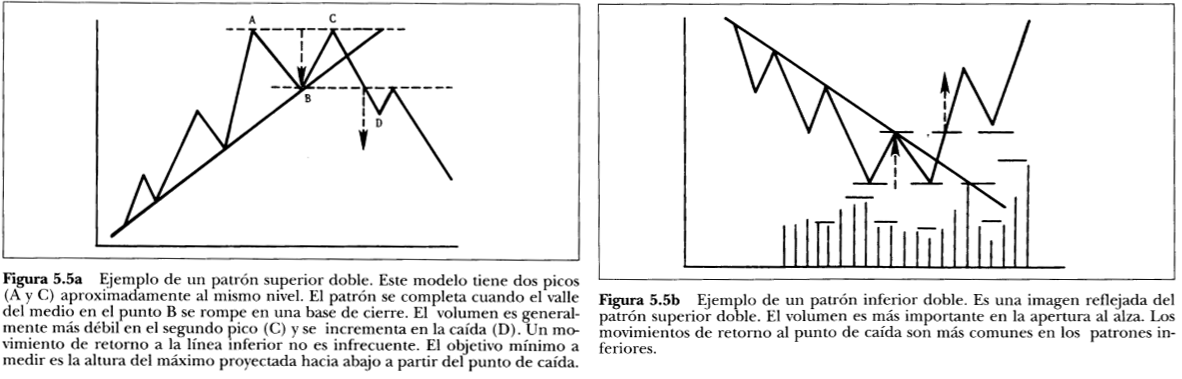 A
C
B
D
Figura 5.5a Ejemplo de un patrón superior doble. Este modelo tiene dos picos
(A y C) aproximadamente al mismo nivel. El patrón se completa cuando el valle
del medio en el punto B se rompe en una base de cierre. El volumen es general-
mente más débil en el segundo pico (C) y se incrementa en la caída (D). Un mo-
vimiento de retorno a la línea inferior no es infrecuente. El objetivo mínimo a
medir es la altura del máximo proyectada hacia abajo a partir del punto de caída.
Figura 5.5b Ejemplo de un patrón inferior doble. Es una imagen reflejada del
patrón superior doble. El volumen es más importante en la apertura al alza. Los
movimientos de retorno al punto de caída son más comunes en los patrones in-
feriores.